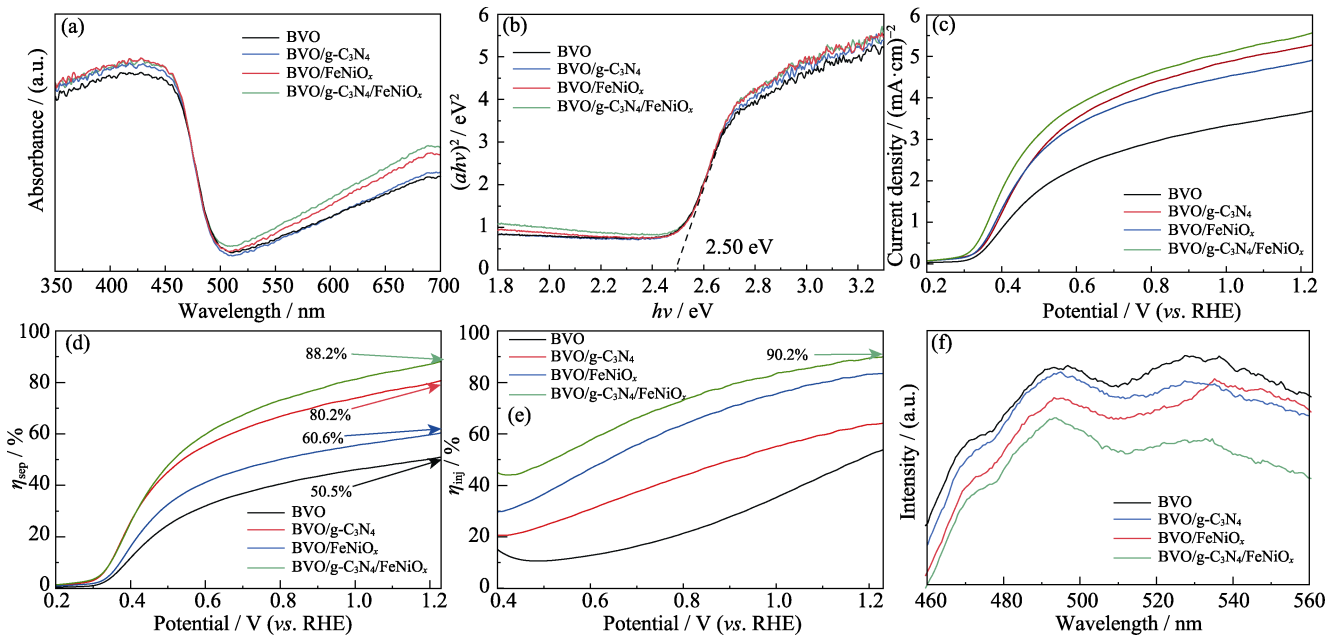 (a)
BVO
BVO/g-C₃N₄
BVO/FeNiOₓ
BVO/g-C₃N₄/FeNiOₓ
Absorbance / (a.u.)
350 400 450 500 550 600 650 700
Wavelength / nm
(b)
BVO
BVO/g-C₃N₄
BVO/FeNiOₓ
BVO/g-C₃N₄/FeNiOₓ
(ahν)² / eV²
6
5
4
3
2
1
0
2.50 eV
1.8 2.0 2.2 2.4 2.6 2.8 3.0 3.2
hν / eV
(c)
Current density / (mA·cm)⁻²
6
5
4
3
2
1
0
BVO
BVO/g-C₃N₄
BVO/FeNiOₓ
BVO/g-C₃N₄/FeNiOₓ
0.2 0.4 0.6 0.8 1.0 1.2
Potential / V (vs. RHE)
(d)
ηsep / %
100
80
60
40
20
0
88.2%
80.2%
60.6%
50.5%
BVO
BVO/g-C₃N₄
BVO/FeNiOₓ
BVO/g-C₃N₄/FeNiOₓ
0.2 0.4 0.6 0.8 1.0 1.2
Potential / V (vs. RHE)
BVO
BVO/g-C₃N₄
BVO/FeNiOₓ
BVO/g-C₃N₄/FeNiOₓ
(e)
90.2%
ηinj / %
100
80
60
40
20
0
0.4 0.6 0.8 1.0 1.2
Potential / V (vs. RHE)
(f)
Intensity / (a.u.)
BVO
BVO/g-C₃N₄
BVO/FeNiOₓ
BVO/g-C₃N₄/FeNiOₓ
460 480 500 520 540 560
Wavelength / nm